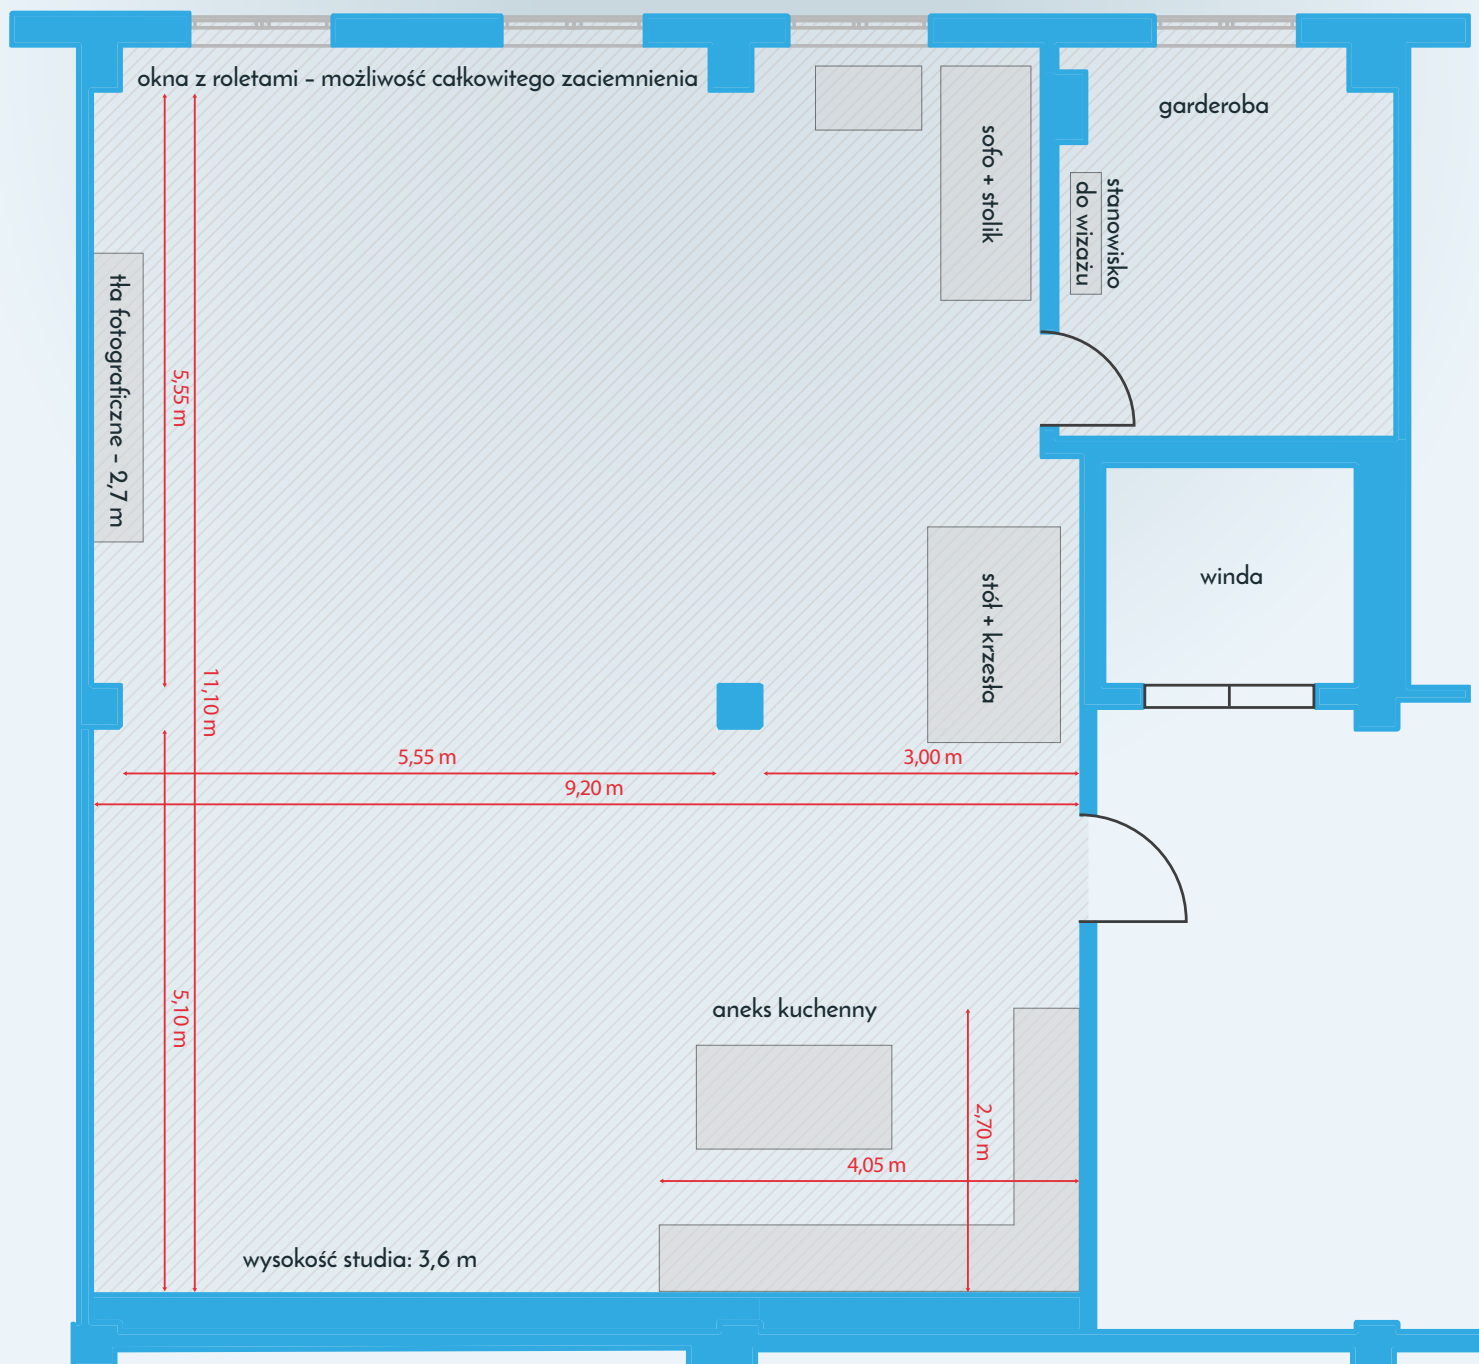 okna z roletami – możliwość całkowitego zaciemnienia
garderoba
sofo + stolik
stanowisko
do wizażu
tła fotograficzne - 2,7 m
5,55 m
11,10 m
winda
stół + krzesła
5,55 m
3,00 m
9,20 m
5,10 m
aneks kuchenny
2,70 m
4,05 m
wysokość studia: 3,6 m